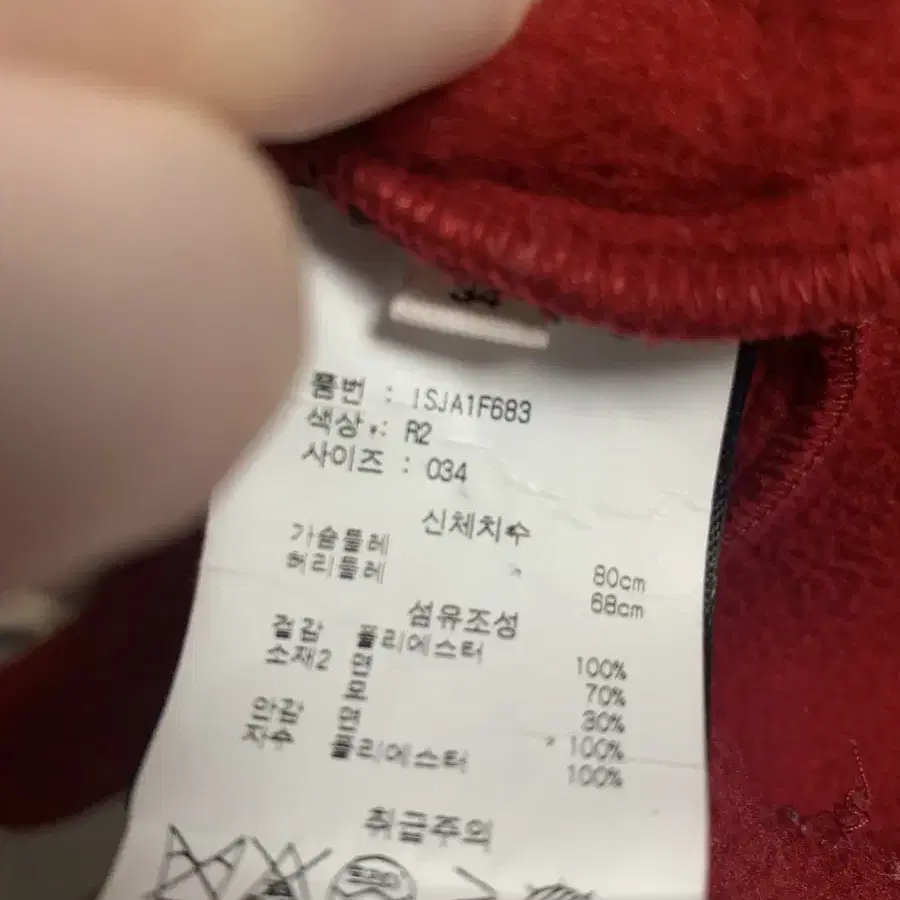 34
품번 : ISJA1F683
색상 : R2
사이즈 : 034
신체치수
가슴둘레 80cm
허리둘레 68cm
섬유조성
겉감 폴리에스터 100%
소재2 면 70%
모 30%
안감 면 100%
자수 폴리에스터 100%
취급주의